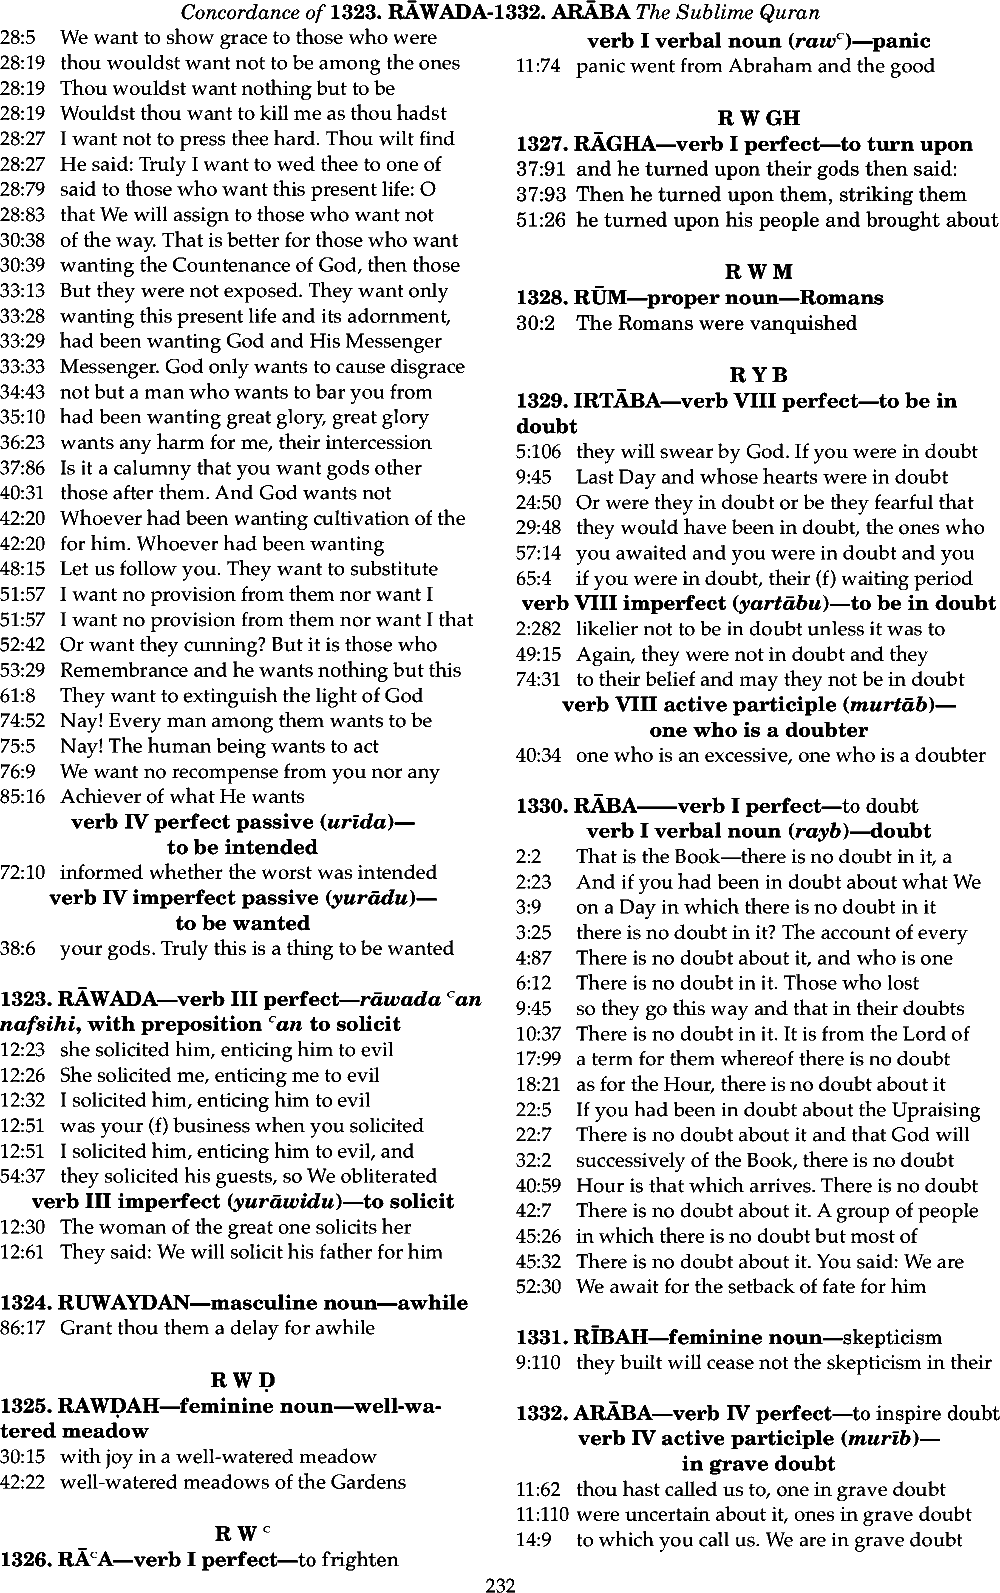 Concordance of 1323. RĀWADA-1332. ARĀBA The Sublime Quran
28:5 We want to show grace to those who were
28:19 thou wouldst want not to be among the ones
28:19 Thou wouldst want nothing but to be
28:19 Wouldst thou want to kill me as thou hadst
28:27 I want not to press thee hard. Thou wilt find
28:27 He said: Truly I want to wed thee to one of
28:79 said to those who want this present life: O
28:83 that We will assign to those who want not
30:38 of the way. That is better for those who want
30:39 wanting the Countenance of God, then those
33:13 But they were not exposed. They want only
33:28 wanting this present life and its adornment,
33:29 had been wanting God and His Messenger
33:33 Messenger. God only wants to cause disgrace
34:43 not but a man who wants to bar you from
35:10 had been wanting great glory, great glory
36:23 wants any harm for me, their intercession
37:86 Is it a calumny that you want gods other
40:31 those after them. And God wants not
42:20 Whoever had been wanting cultivation of the
42:20 for him. Whoever had been wanting
48:15 Let us follow you. They want to substitute
51:57 I want no provision from them nor want I
51:57 I want no provision from them nor want I that
52:42 Or want they cunning? But it is those who
53:29 Remembrance and he wants nothing but this
61:8 They want to extinguish the light of God
74:52 Nay! Every man among them wants to be
75:5 Nay! The human being wants to act
76:9 We want no recompense from you nor any
85:16 Achiever of what He wants
verb IV perfect passive (urīda)—
to be intended
72:10 informed whether the worst was intended
verb IV imperfect passive (yurādu)—
to be wanted
38:6 your gods. Truly this is a thing to be wanted
1323. RĀWADA—verb III perfect—rāwada ᶜan
nafsihi, with preposition ᶜan to solicit
12:23 she solicited him, enticing him to evil
12:26 She solicited me, enticing me to evil
12:32 I solicited him, enticing him to evil
12:51 was your (f) business when you solicited
12:51 I solicited him, enticing him to evil, and
54:37 they solicited his guests, so We obliterated
verb III imperfect (yurāwidu)—to solicit
12:30 The woman of the great one solicits her
12:61 They said: We will solicit his father for him
1324. RUWAYDAN—masculine noun—awhile
86:17 Grant thou them a delay for awhile
R W Ḍ
1325. RAWḌAH—feminine noun—well-wa-
tered meadow
30:15 with joy in a well-watered meadow
42:22 well-watered meadows of the Gardens
R W ᶜ
1326. RĀᶜA—verb I perfect—to frighten
verb I verbal noun (rawᶜ)—panic
11:74 panic went from Abraham and the good
R W GH
1327. RĀGHA—verb I perfect—to turn upon
37:91 and he turned upon their gods then said:
37:93 Then he turned upon them, striking them
51:26 he turned upon his people and brought about
R W M
1328. RŪM—proper noun—Romans
30:2 The Romans were vanquished
R Y B
1329. IRTĀBA—verb VIII perfect—to be in
doubt
5:106 they will swear by God. If you were in doubt
9:45 Last Day and whose hearts were in doubt
24:50 Or were they in doubt or be they fearful that
29:48 they would have been in doubt, the ones who
57:14 you awaited and you were in doubt and you
65:4 if you were in doubt, their (f) waiting period
verb VIII imperfect (yartābu)—to be in doubt
2:282 likelier not to be in doubt unless it was to
49:15 Again, they were not in doubt and they
74:31 to their belief and may they not be in doubt
verb VIII active participle (murtāb)—
one who is a doubter
40:34 one who is an excessive, one who is a doubter
1330. RĀBA——verb I perfect—to doubt
verb I verbal noun (rayb)—doubt
2:2 That is the Book—there is no doubt in it, a
2:23 And if you had been in doubt about what We
3:9 on a Day in which there is no doubt in it
3:25 there is no doubt in it? The account of every
4:87 There is no doubt about it, and who is one
6:12 There is no doubt in it. Those who lost
9:45 so they go this way and that in their doubts
10:37 There is no doubt in it. It is from the Lord of
17:99 a term for them whereof there is no doubt
18:21 as for the Hour, there is no doubt about it
22:5 If you had been in doubt about the Upraising
22:7 There is no doubt about it and that God will
32:2 successively of the Book, there is no doubt
40:59 Hour is that which arrives. There is no doubt
42:7 There is no doubt about it. A group of people
45:26 in which there is no doubt but most of
45:32 There is no doubt about it. You said: We are
52:30 We await for the setback of fate for him
1331. RĪBAH—feminine noun—skepticism
9:110 they built will cease not the skepticism in their
1332. ARĀBA—verb IV perfect—to inspire doubt
verb IV active participle (murīb)—
in grave doubt
11:62 thou hast called us to, one in grave doubt
11:110 were uncertain about it, ones in grave doubt
14:9 to which you call us. We are in grave doubt
232